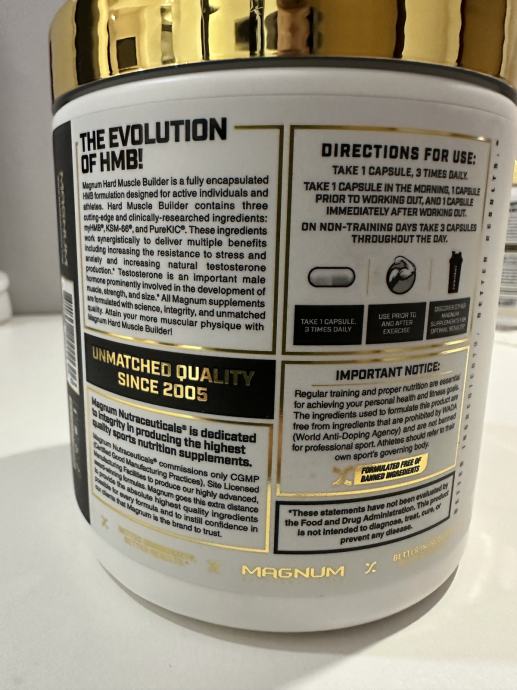 THE EVOLUTION
OF HMB!
Magnum Hard Muscle Builder is a fully encapsulated
HMB formulation designed for active individuals and
athletes. Hard Muscle Builder contains three
cutting-edge and clinically-researched ingredients:
myHMB®, KSM-66®, and PureKIC®. These ingredients
work synergistically to deliver multiple benefits
including increasing the resistance to stress and
anxiety and increasing natural testosterone
production.* Testosterone is an important male
hormone prominently involved in the development of
muscle, strength, and size.* All Magnum supplements
are formulated with science, integrity, and unmatched
quality. Attain your more muscular physique with
Magnum Hard Muscle Builder!
UNMATCHED QUALITY
SINCE 2005
Magnum Nutraceuticals® is dedicated
to integrity in producing the highest
quality sports nutrition supplements.
Magnum Nutraceuticals® commissions only CGMP
(Certified Good Manufacturing Practices), Site Licensed
Manufacturing Facilities to produce our highly advanced,
formulas. Magnum goes this extra distance
to provide the absolute highest quality ingredients
for every formula and to instill confidence in
our clients that Magnum is the brand to trust.
DIRECTIONS FOR USE:
TAKE 1 CAPSULE, 3 TIMES DAILY.
TAKE 1 CAPSULE IN THE MORNING, 1 CAPSULE
PRIOR TO WORKING OUT, AND 1 CAPSULE
IMMEDIATELY AFTER WORKING OUT.
ON NON-TRAINING DAYS TAKE 3 CAPSULES
THROUGHOUT THE DAY.
TAKE 1 CAPSULE,
3 TIMES DAILY
USE PRIOR TO
AND AFTER
EXERCISE
DISCOVER OTHER
MAGNUM
SUPPLEMENTS FOR
OPTIMAL RESULTS!
IMPORTANT NOTICE:
Regular training and proper nutrition are essential
for achieving your personal health and fitness goals.
The ingredients used to formulate this product are
free from ingredients that are prohibited by WADA
(World Anti-Doping Agency) and are not banned
for professional sport. Athletes should refer to their
own sport's governing body.
FORMULATED FREE OF
BANNED INGREDIENTS
*These statements have not been evaluated by
the Food and Drug Administration. This product
is not intended to diagnose, treat, cure, or
prevent any disease.
MAGNUM